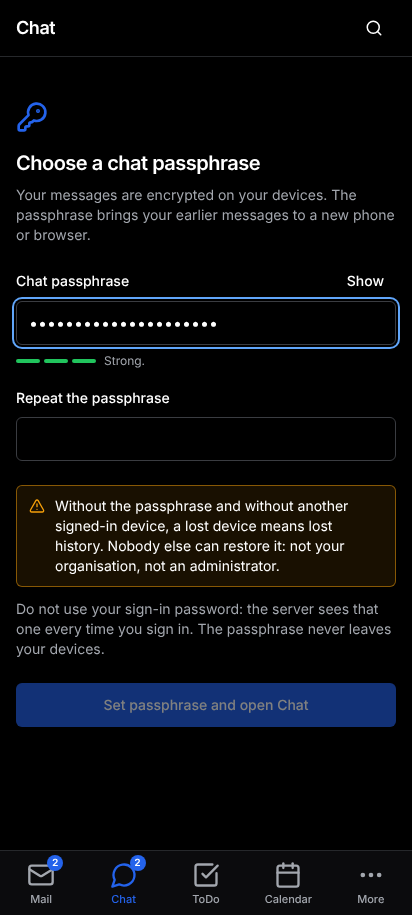 Chat
Choose a chat passphrase
Your messages are encrypted on your devices. The
passphrase brings your earlier messages to a new phone
or browser.
Chat passphrase
Show
•••••••••••••••••••••
Strong.
Repeat the passphrase
Without the passphrase and without another
signed-in device, a lost device means lost
history. Nobody else can restore it: not your
organisation, not an administrator.
Do not use your sign-in password: the server sees that
one every time you sign in. The passphrase never leaves
your devices.
Set passphrase and open Chat
2
2
Mail
Chat
ToDo
Calendar
More